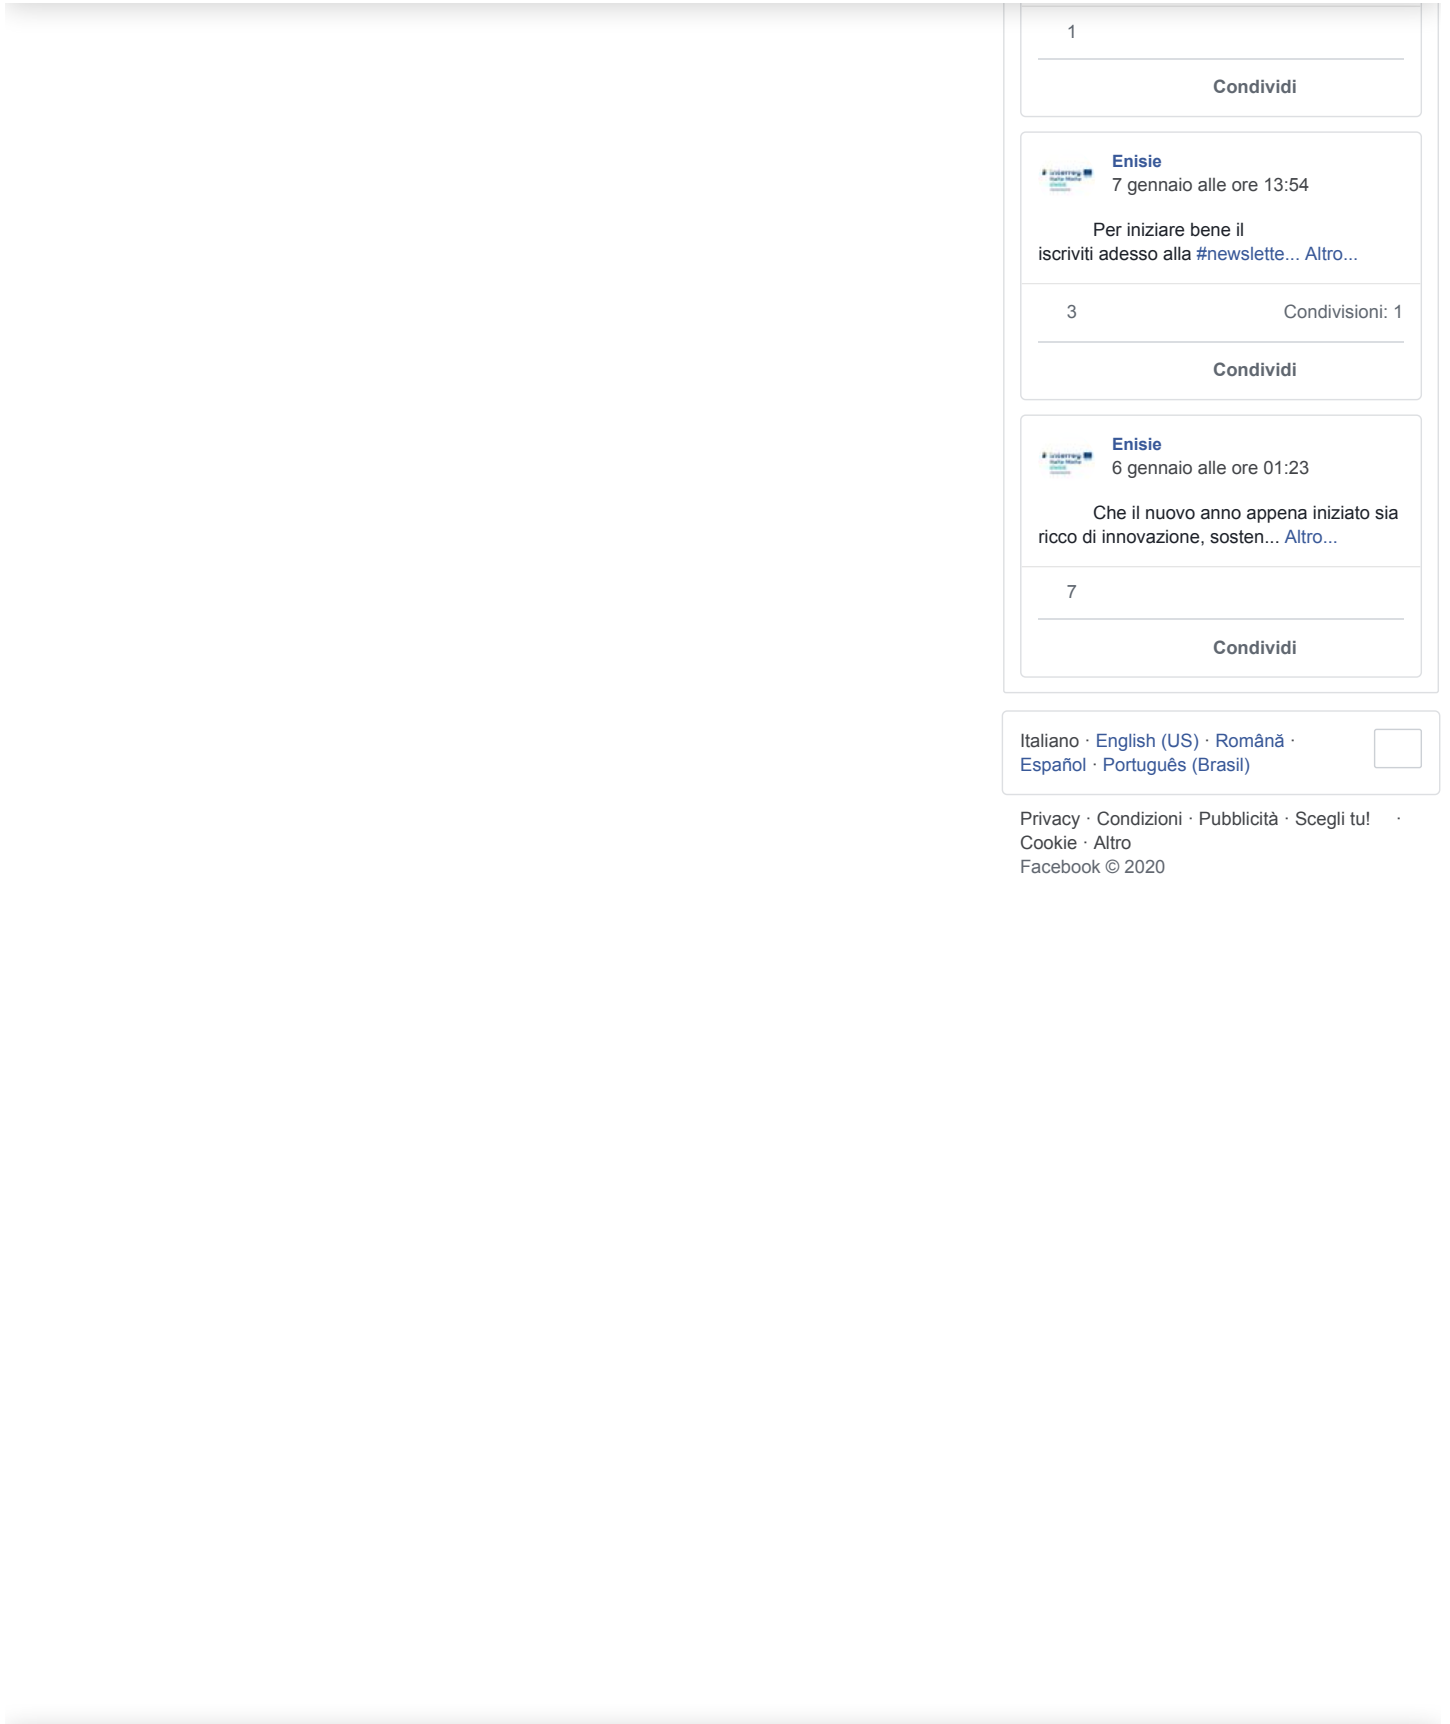 1
Condividi
Enisie
7 gennaio alle ore 13:54
Per iniziare bene il
iscriviti adesso alla #newslette... Altro...
3 Condivisioni: 1
Condividi
Enisie
6 gennaio alle ore 01:23
Che il nuovo anno appena iniziato sia
ricco di innovazione, sosten... Altro...
7
Condividi
Italiano · English (US) · Română ·
Español · Português (Brasil)
Privacy · Condizioni · Pubblicità · Scegli tu! ·
Cookie · Altro
Facebook © 2020